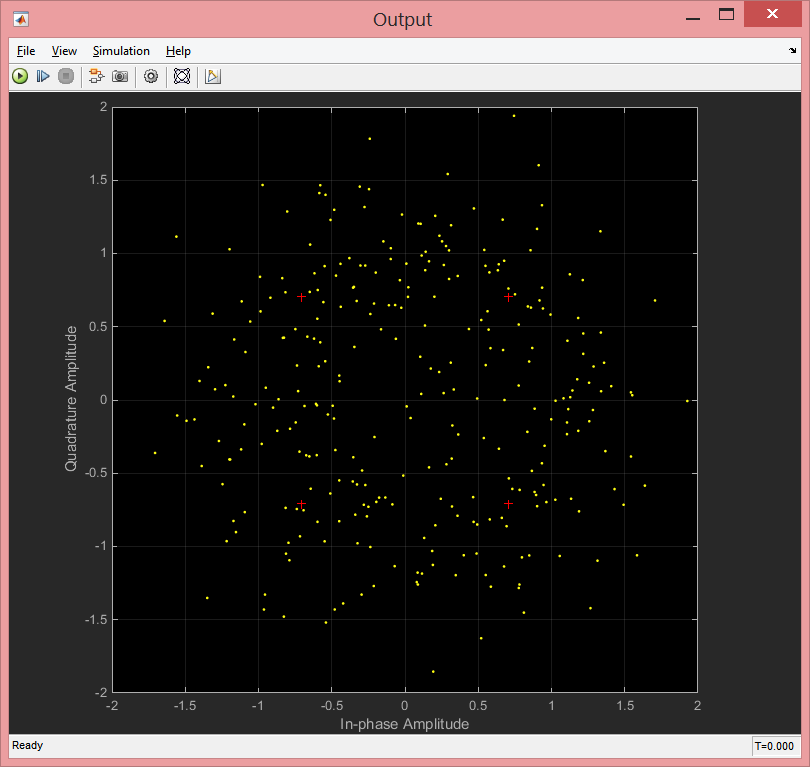 Output
File View Simulation Help
2
1.5
1
0.5
0
-0.5
-1
-1.5
-2
Quadrature Amplitude
-2 -1.5 -1 -0.5 0 0.5 1 1.5 2
In-phase Amplitude
Ready T=0.000